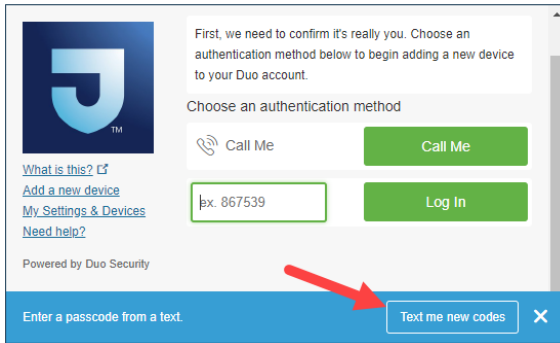 First, we need to confirm it's really you. Choose an
authentication method below to begin adding a new device
to your Duo account.
Choose an authentication method
Call Me
Call Me
ex. 867539
Log In
TM
What is this?
Add a new device
My Settings & Devices
Need help?
Powered by Duo Security
Enter a passcode from a text.
Text me new codes